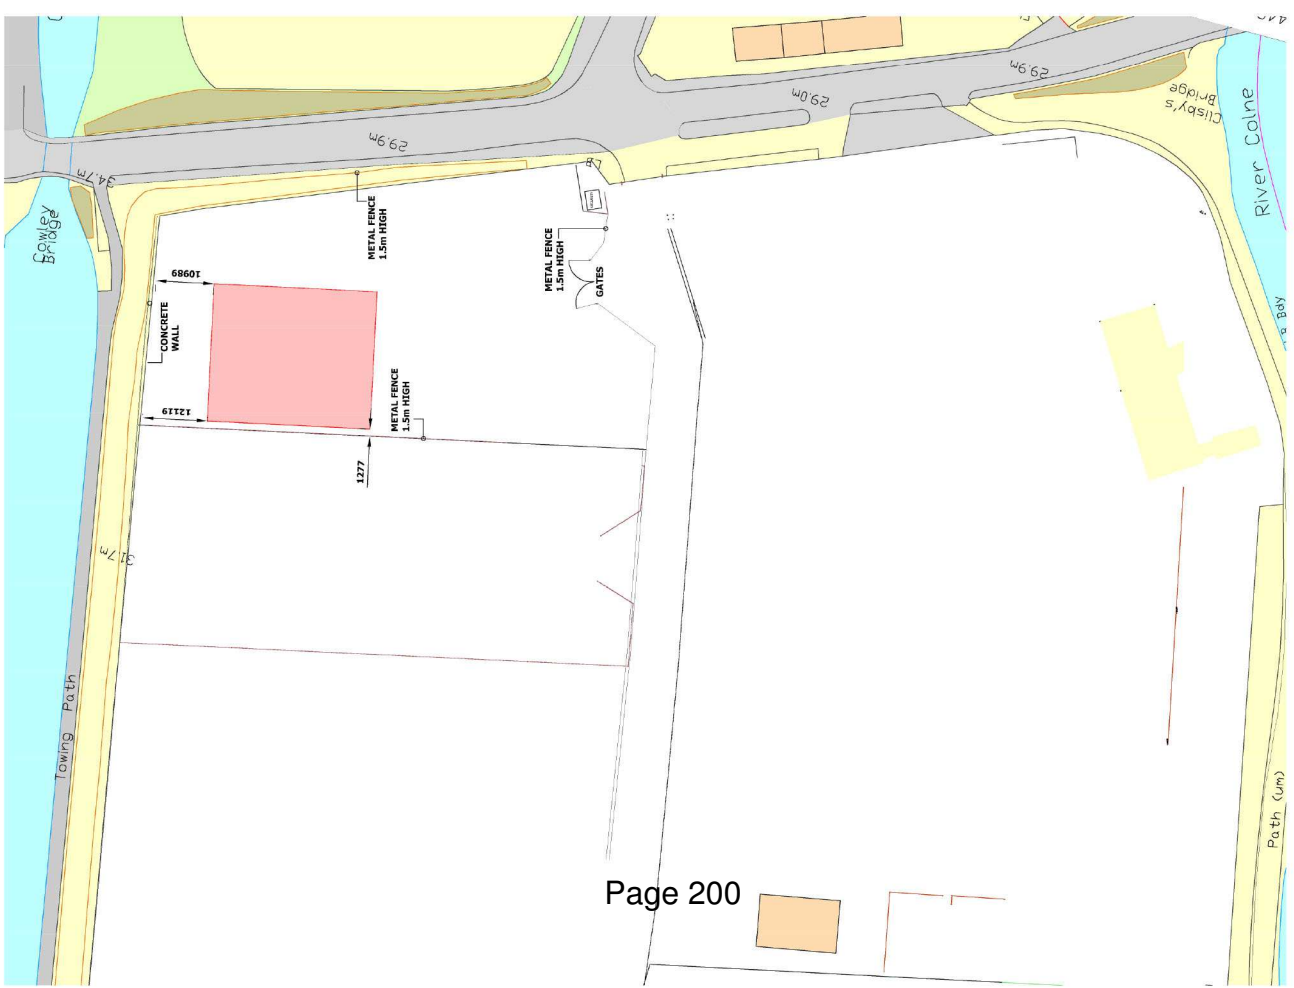 29.9m
29.0m
29.9m
Clisby's
Bridge
River Colne
34.7m
Cowley
Bridge
LB
METAL FENCE
1.5m HIGH
METAL FENCE
1.5m HIGH
GATES
10989
CONCRETE
WALL
12119
METAL FENCE
1.5m HIGH
1277
Bdy
31.7m
Towing Path
Path (um)
Page 200